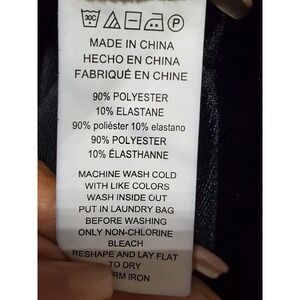 30C P
MADE IN CHINA
HECHO EN CHINA
FABRIQUÉ EN CHINE
90% POLYESTER
10% ELASTANE
90% poliéster 10% elastano
90% POLYESTER
10% ÉLASTHANNE
MACHINE WASH COLD
WITH LIKE COLORS
WASH INSIDE OUT
PUT IN LAUNDRY BAG
BEFORE WASHING
ONLY NON-CHLORINE
BLEACH
RESHAPE AND LAY FLAT
TO DRY
IRON